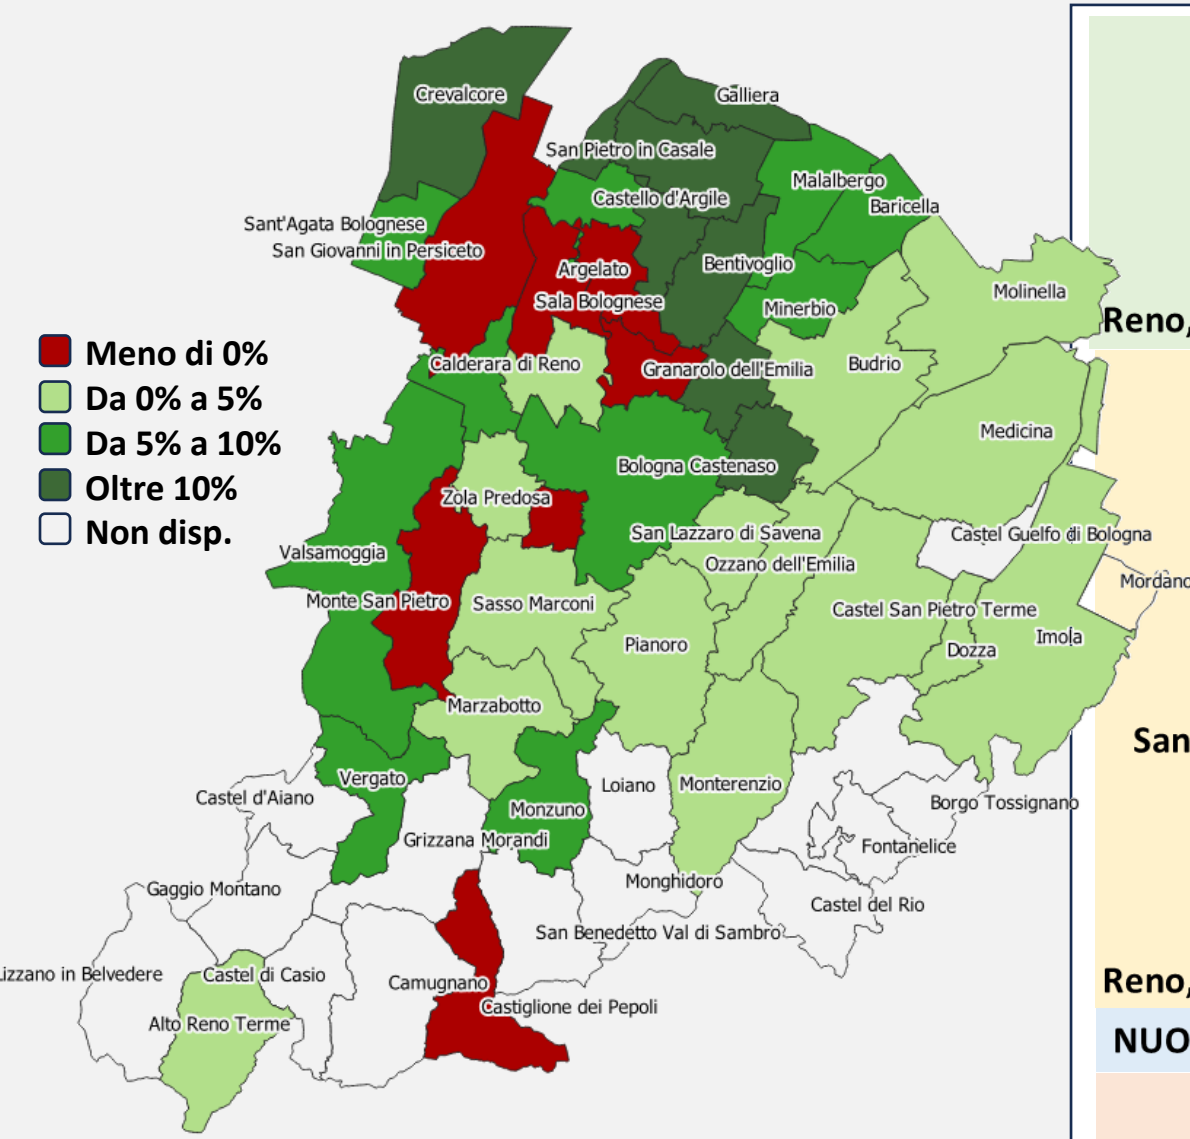 Crevalcore
Galliera
San Pietro in Casale
Malalbergo
Castello d'Argile
Baricella
Sant'Agata Bolognese
San Giovanni in Persiceto
Bentivoglio
Argelato
Molinella
Sala Bolognese
Minerbio
Reno,
Meno di 0%
Da 0% a 5%
Da 5% a 10%
Oltre 10%
Non disp.
Calderara di Reno
Granarolo dell'Emilia
Budrio
Medicina
Bologna Castenaso
Zola Predosa
San Lazzaro di Savena
Castel Guelfo di Bologna
Valsamoggia
Ozzano dell'Emilia
Mordano
Monte San Pietro
Sasso Marconi
Castel San Pietro Terme
Imola
Pianoro
Dozza
Marzabotto
San
Vergato
Loiano
Monterenzio
Castel d'Aiano
Monzuno
Borgo Tossignano
Grizzana Morandi
Fontanelice
Gaggio Montano
Monghidoro
Castel del Rio
San Benedetto Val di Sambro
Lizzano in Belvedere
Castel di Casio
Camugnano
Reno,
Castiglione dei Pepoli
Alto Reno Terme
NUO